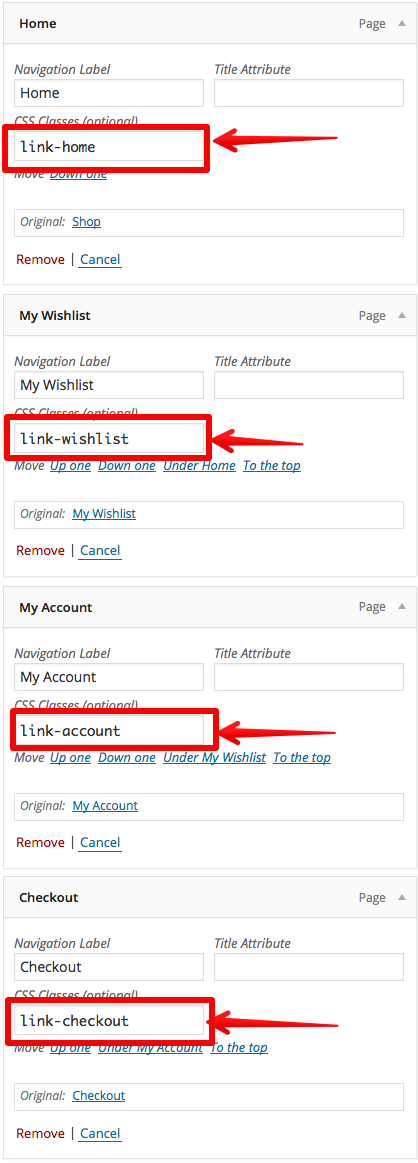 Home Page
Navigation Label Title Attribute
Home
CSS Classes (optional)
link-home
Move Down one
Original: Shop
Remove | Cancel
My Wishlist Page
Navigation Label Title Attribute
My Wishlist
CSS Classes (optional)
link-wishlist
Move Up one Down one Under Home To the top
Original: My Wishlist
Remove | Cancel
My Account Page
Navigation Label Title Attribute
My Account
CSS Classes (optional)
link-account
Move Up one Down one Under My Wishlist To the top
Original: My Account
Remove | Cancel
Checkout Page
Navigation Label Title Attribute
Checkout
CSS Classes (optional)
link-checkout
Move Up one Under My Account To the top
Original: Checkout
Remove | Cancel